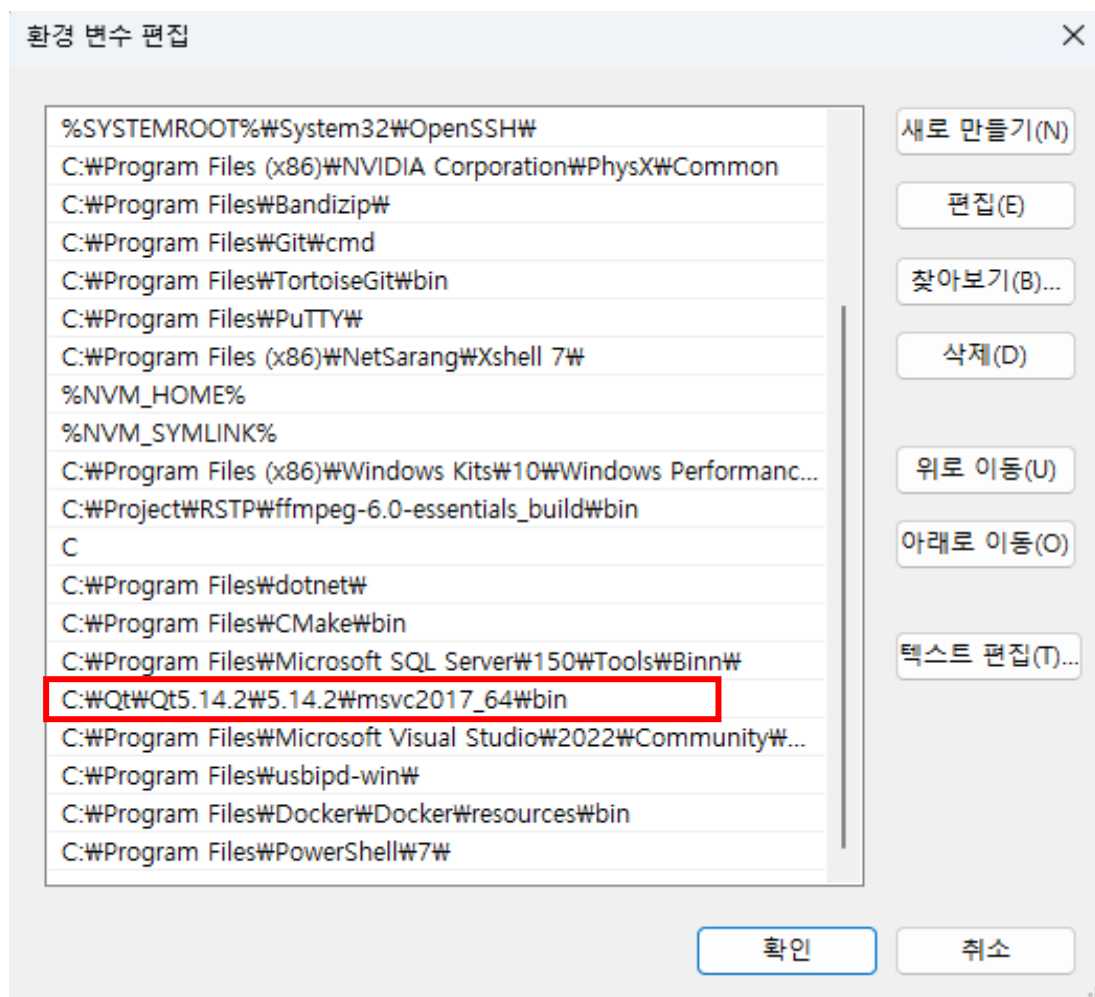 환경 변수 편집
%SYSTEMROOT%₩System32₩OpenSSH₩
C:₩Program Files (x86)₩NVIDIA Corporation₩PhysX₩Common
C:₩Program Files₩Bandizip₩
C:₩Program Files₩Git₩cmd
C:₩Program Files₩TortoiseGit₩bin
C:₩Program Files₩PuTTY₩
C:₩Program Files (x86)₩NetSarang₩Xshell 7₩
%NVM_HOME%
%NVM_SYMLINK%
C:₩Program Files (x86)₩Windows Kits₩10₩Windows Performanc...
C:₩Project₩RSTP₩ffmpeg-6.0-essentials_build₩bin
C
C:₩Program Files₩dotnet₩
C:₩Program Files₩CMake₩bin
C:₩Program Files₩Microsoft SQL Server₩150₩Tools₩Binn₩
C:₩Qt₩Qt5.14.2₩5.14.2₩msvc2017_64₩bin
C:₩Program Files₩Microsoft Visual Studio₩2022₩Community₩...
C:₩Program Files₩usbipd-win₩
C:₩Program Files₩Docker₩Docker₩resources₩bin
C:₩Program Files₩PowerShell₩7₩
새로 만들기(N)
편집(E)
찾아보기(B)...
삭제(D)
위로 이동(U)
아래로 이동(O)
텍스트 편집(T)...
확인
취소